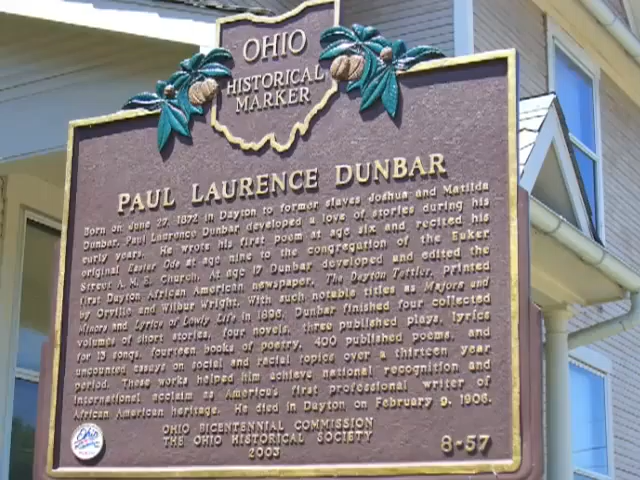 OHIO
HISTORICAL
MARKER
PAUL LAURENCE DUNBAR
Born on June 27, 1872 in Dayton to former slaves Joshua and Matilda
Dunbar, Paul Laurence Dunbar developed a love of stories during his
early years. He wrote his first poem at age six and recited his
original Easter Ode at age nine to the congregation of the Eaker
Street A.M.E. Church. At age 17 Dunbar developed and edited the
first Dayton African American newspaper, The Dayton Tattler, printed
by Orville and Wilbur Wright. With such notable titles as Majors and
Minors and Lyrics of Lowly Life in 1896, Dunbar finished four collected
volumes of short stories, four novels, three published plays, lyrics
for 13 songs, fourteen books of poetry, 400 published poems, and
uncounted essays on social and racial topics over a thirteen year
period. These works helped him achieve national recognition and
international acclaim as America's first professional writer of
African American heritage. He died in Dayton on February 9, 1906.
OHIO BICENTENNIAL COMMISSION
THE OHIO HISTORICAL SOCIETY
2003
8-57
Ohio